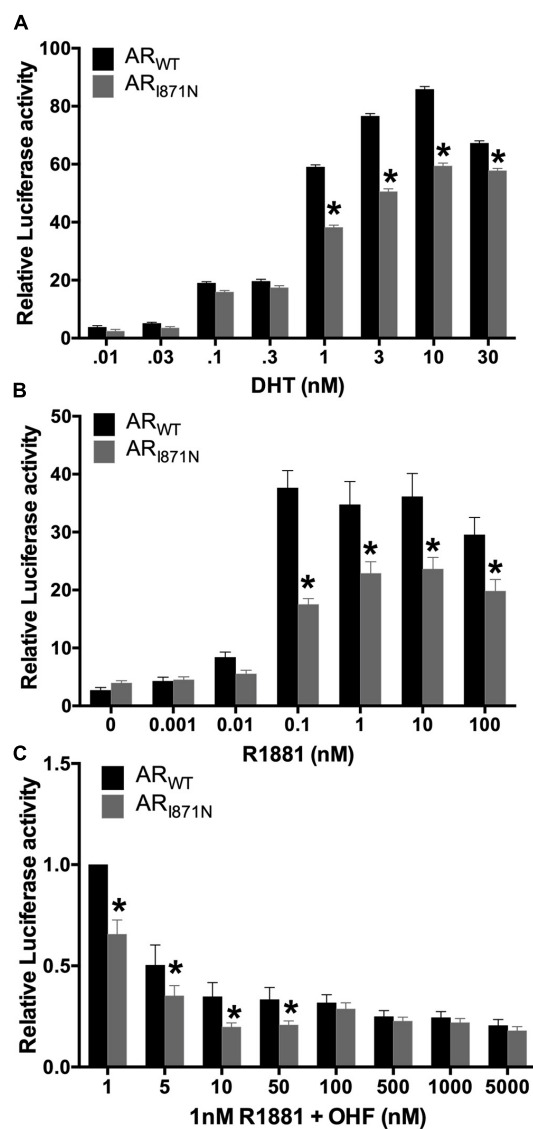 A
AR_WT
AR_I871N
Relative Luciferase activity
100
80
60
40
20
0
* * * *
.01 .03 .1 .3 1 3 10 30
DHT (nM)
B
AR_WT
AR_I871N
Relative Luciferase activity
50
40
30
20
10
0
* * * *
0 0.001 0.01 0.1 1 10 100
R1881 (nM)
C
AR_WT
AR_I871N
Relative Luciferase activity
1.5
1.0
0.5
0.0
* * * *
1 5 10 50 100 500 1000 5000
1nM R1881 + OHF (nM)